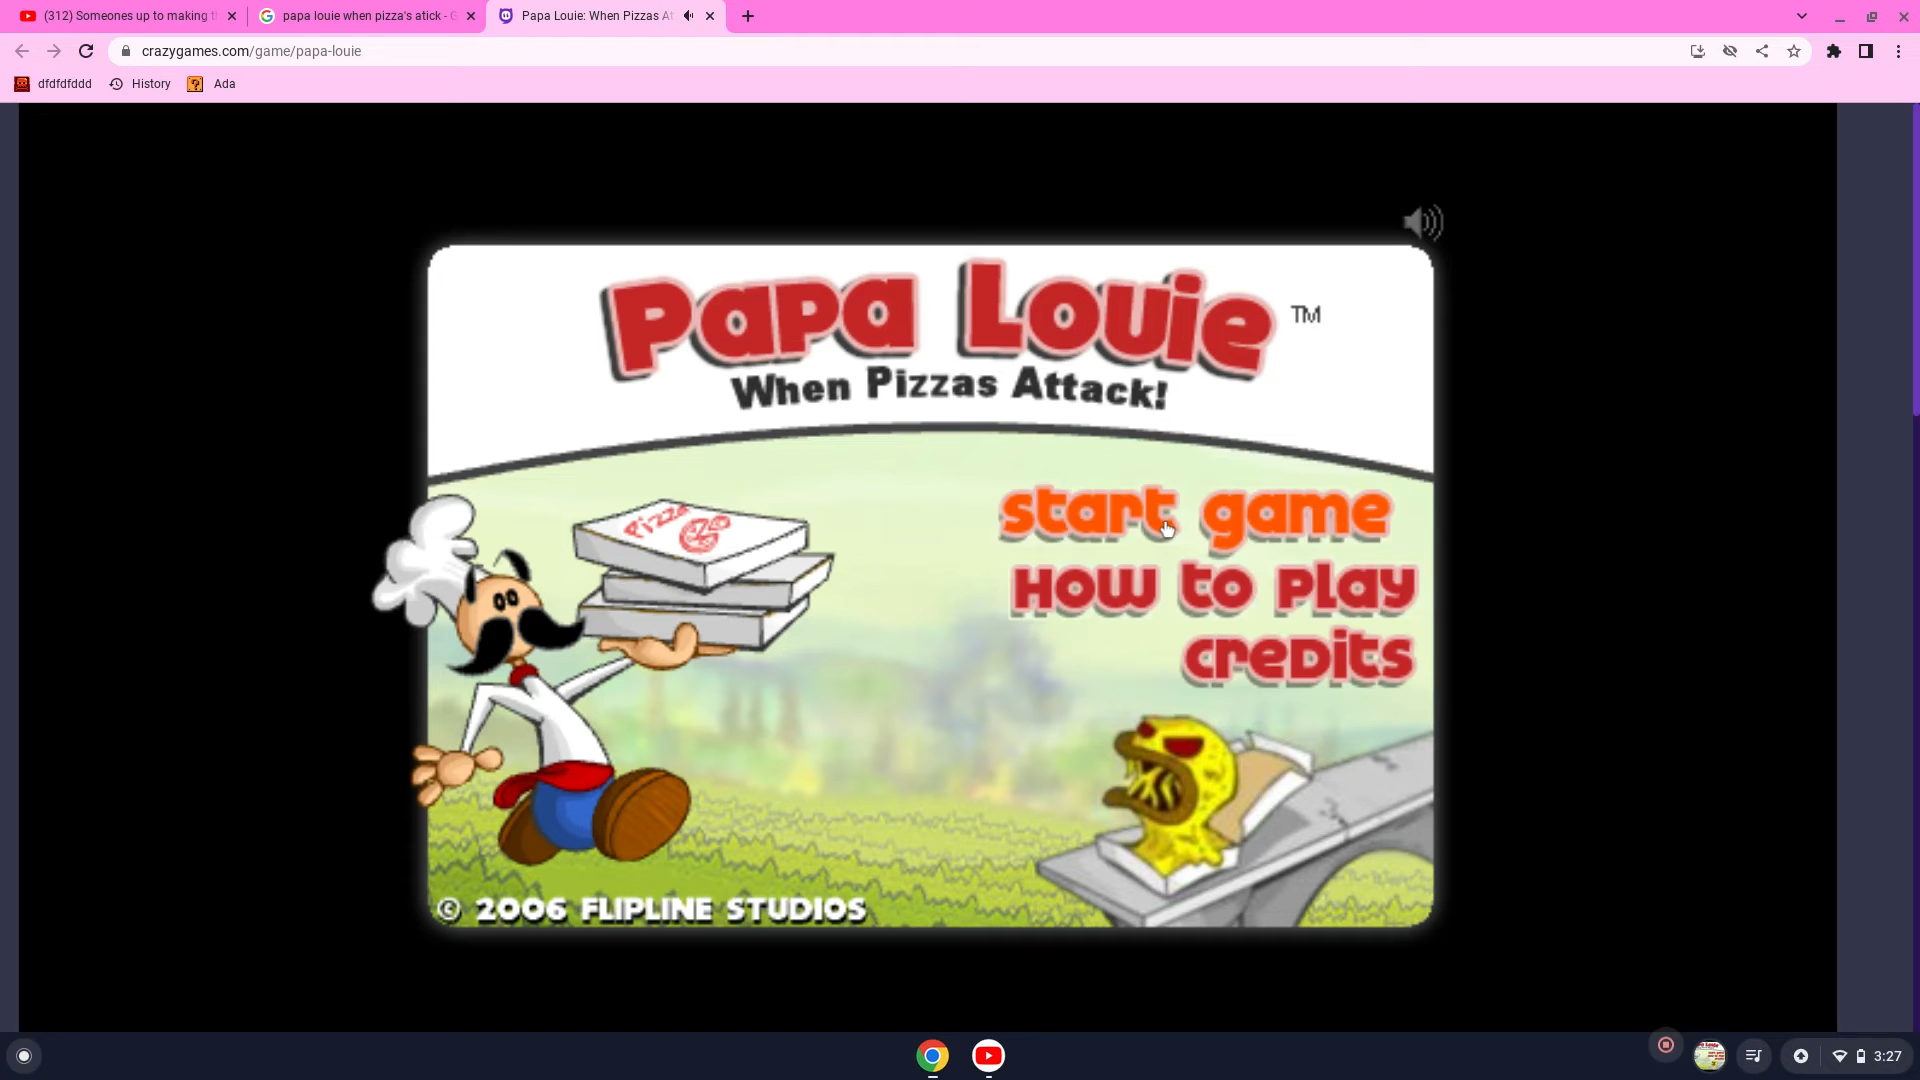 (312) Someones up to making t
papa louie when pizza's atick - G
Papa Louie: When Pizzas At
crazygames.com/game/papa-louie
dfdfdfddd
History
Ada
Papa Louie TM
When Pizzas Attack!
Pizza
start game
How to Play
credits
© 2006 FLIPLINE STUDIOS
3:27